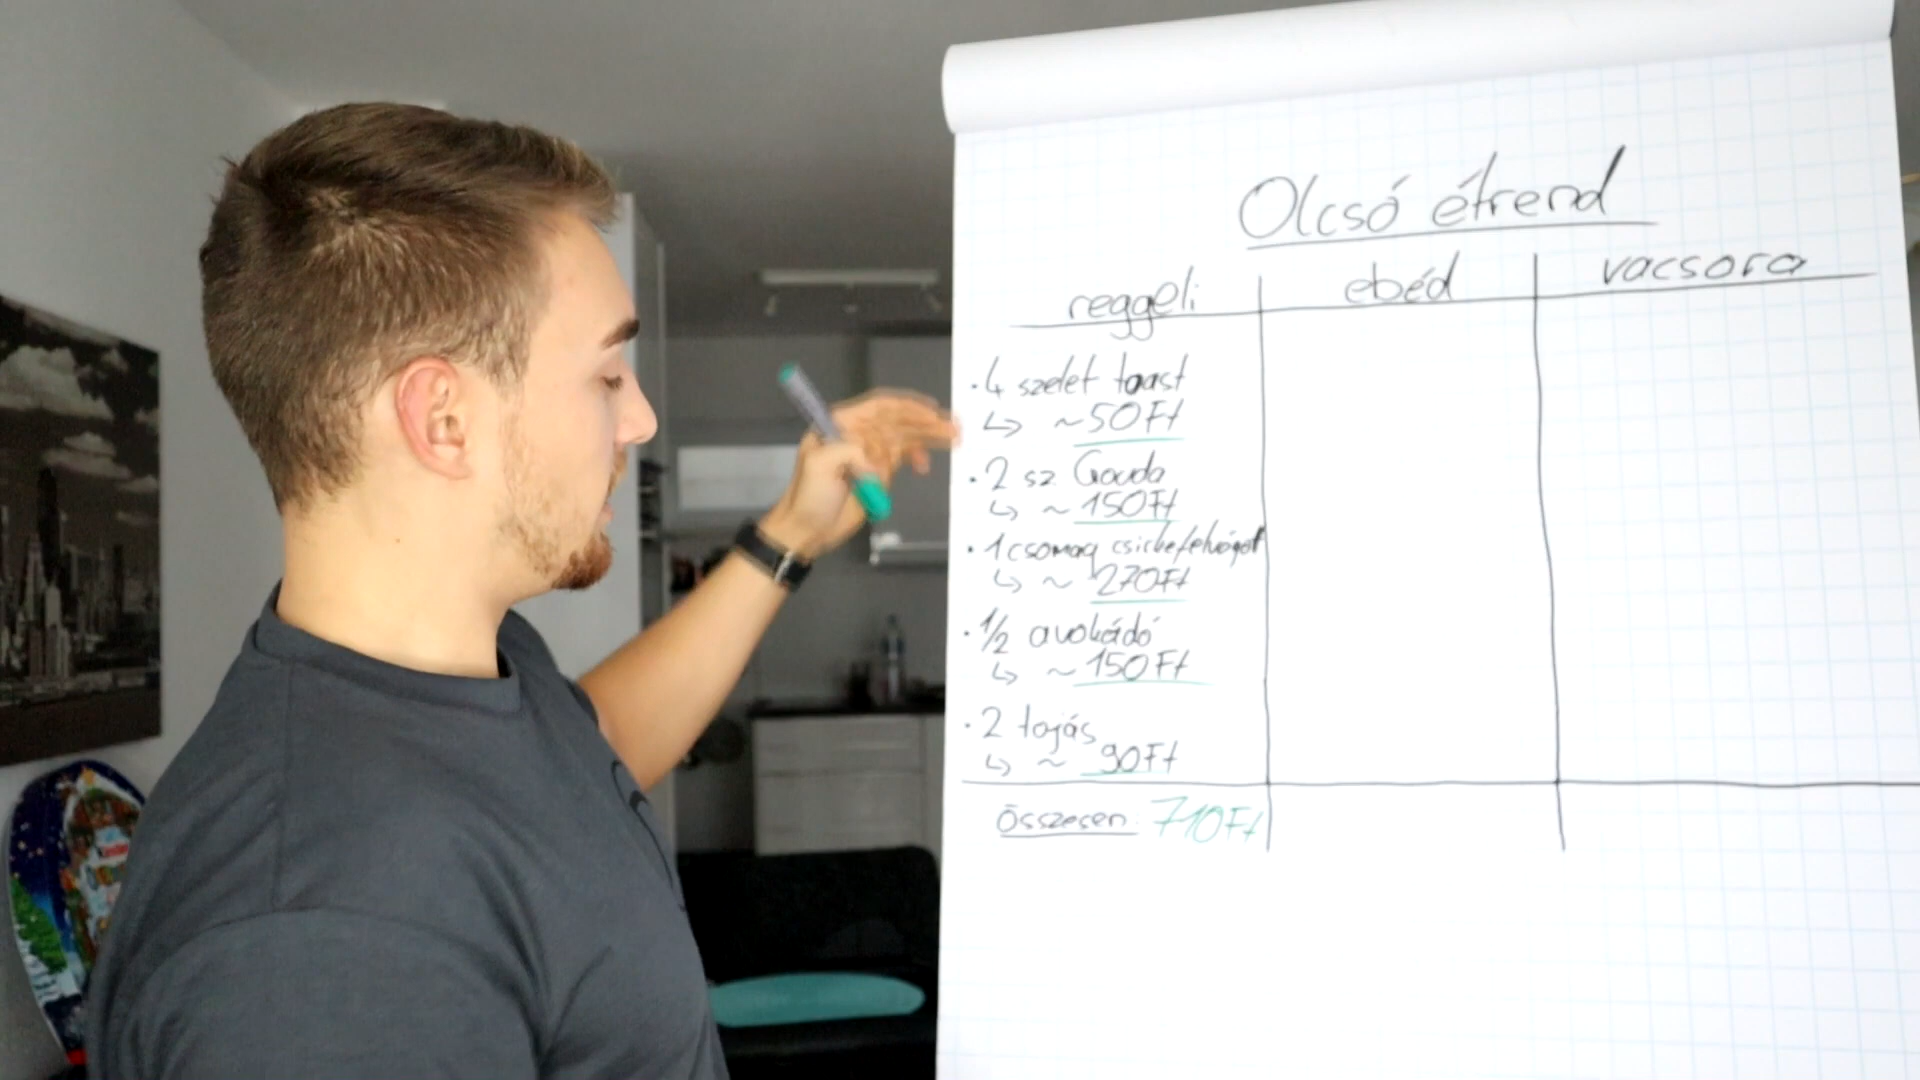 Olcsó étrend
reggeli
ebéd
vacsora
· 4 szelet toast
↳ ~50Ft
· 2 sz Gouda
↳ ~150Ft
· 1 csomag csirkefelvágott
↳ ~ 270Ft
· 1/2 avokádó
↳ ~150Ft
· 2 tojás
↳ ~ 90Ft
összesen: 710Ft